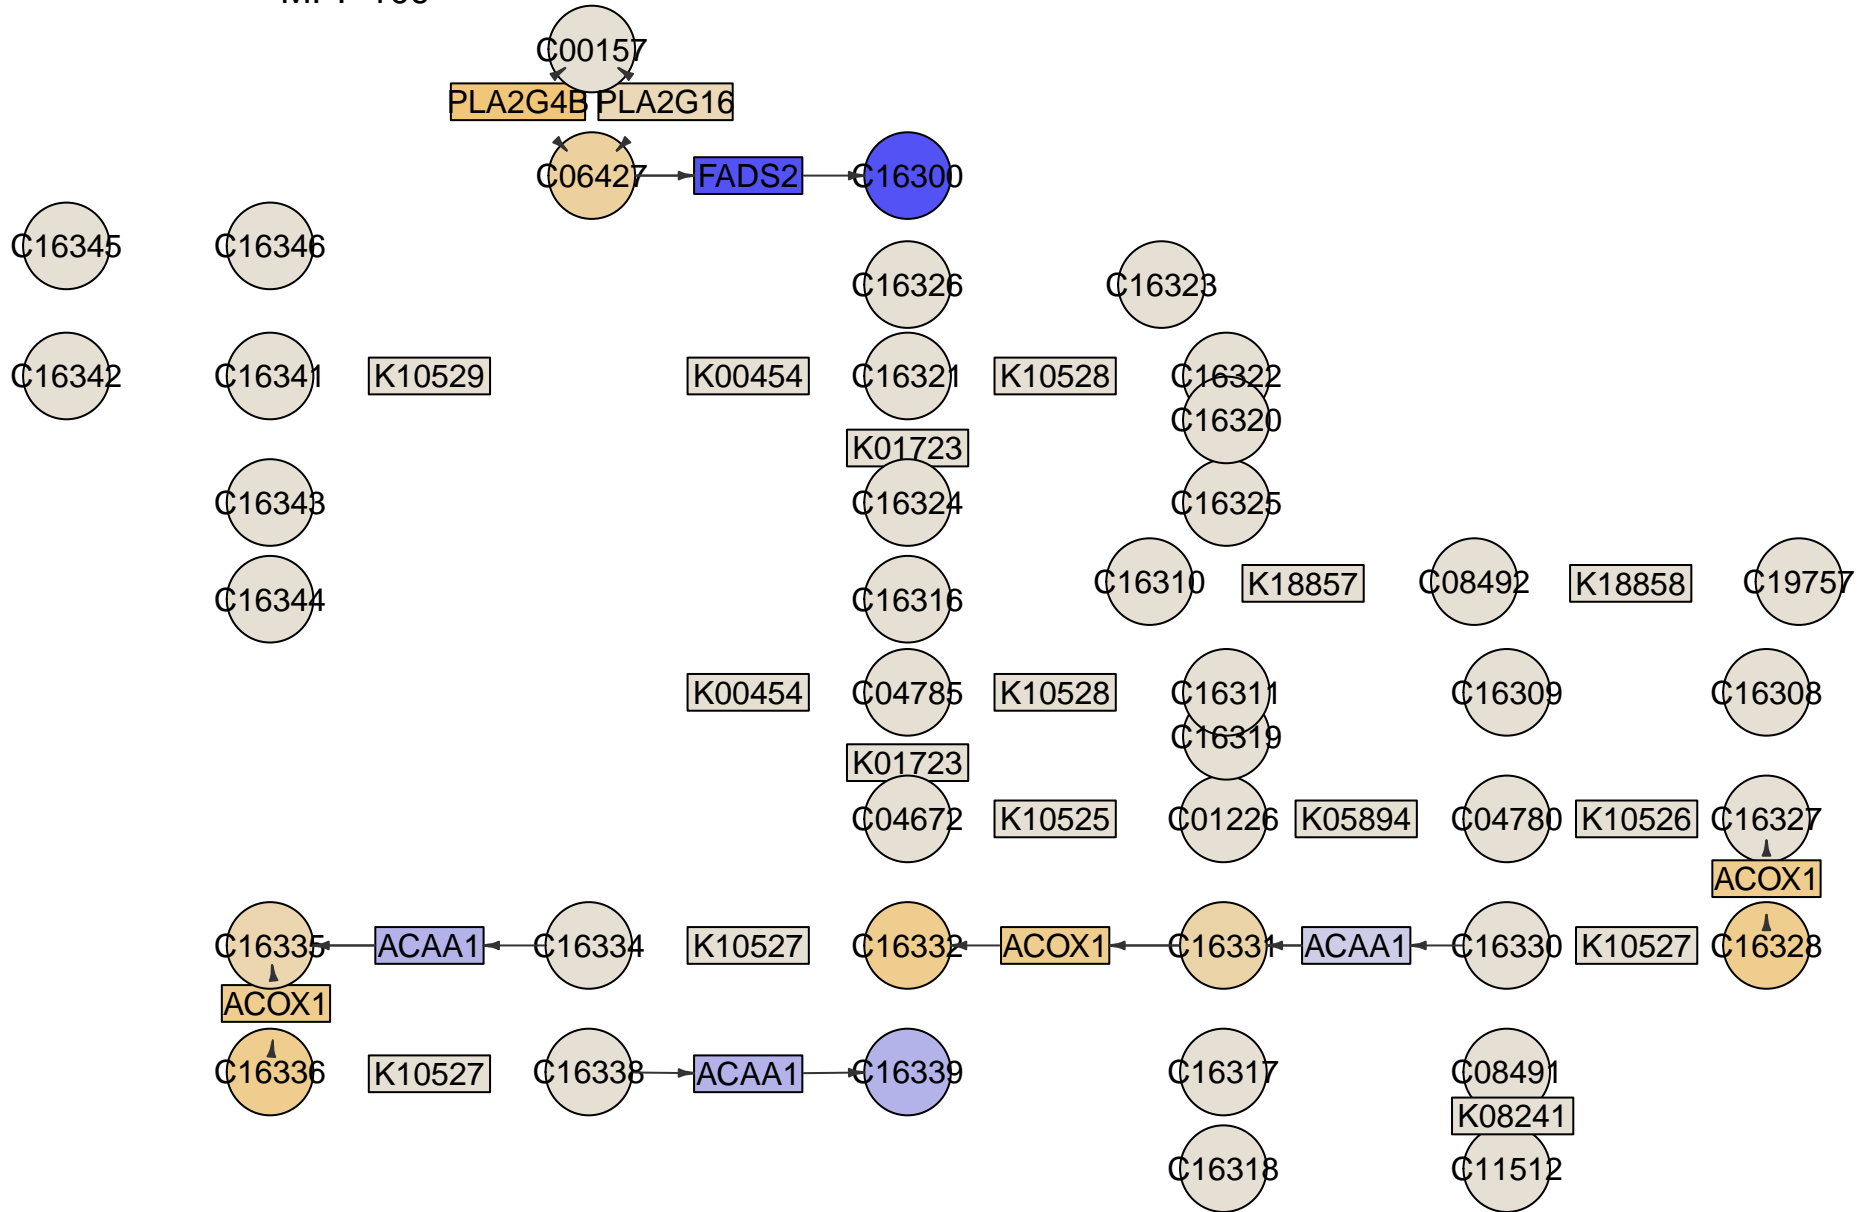 C00157
PLA2G4B PLA2G16
C06427 FADS2 C16300
C16345 C16346
C16326 C16323
C16342 C16341 K10529 K00454 C16321 K10528 C16322
C16320
K01723
C16343 C16324 C16325
C16310 K18857 C08492 K18858 C19757
C16344 C16316
K00454 C04785 K10528 C16311 C16309 C16308
C16319
K01723
C04672 K10525 C01226 K05894 C04780 K10526 C16327
ACOX1
C16335 ACAA1 C16334 K10527 C16332 ACOX1 C16331 ACAA1 C16330 K10527 C16328
ACOX1
C16336 K10527 C16338 ACAA1 C16339 C16317 C08491
K08241
C16318 C11512